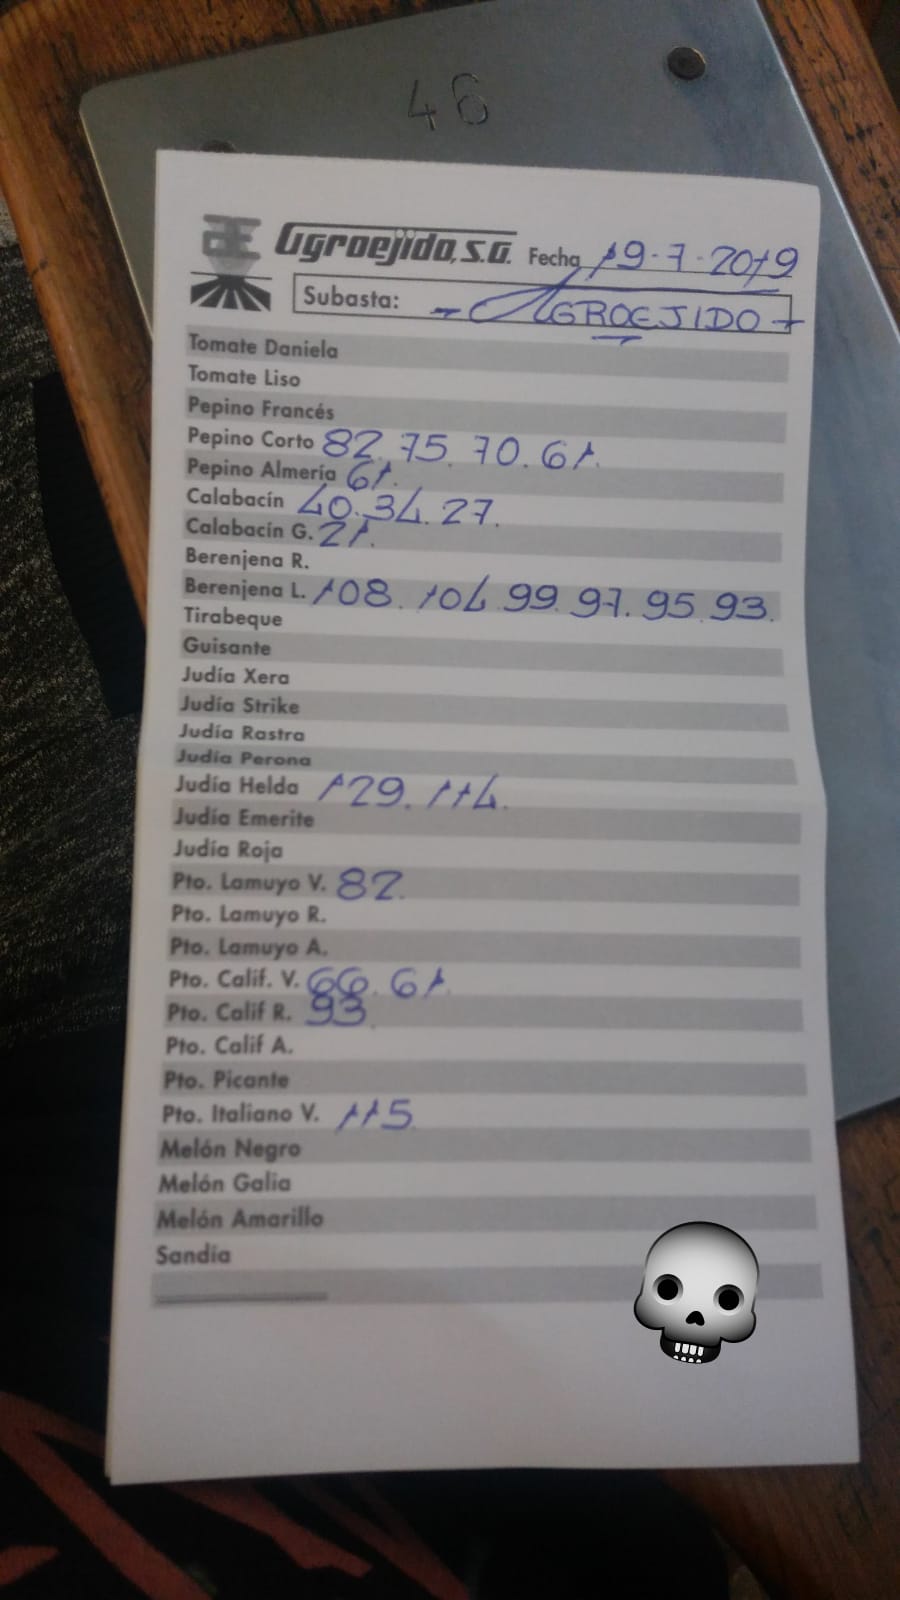 46
Agroejido, S.A. Fecha 19-7-2019
Subasta: - AGROEJIDO -
Tomate Daniela
Tomate Liso
Pepino Francés
Pepino Corto 82. 75. 70. 61.
Pepino Almería 61.
Calabacín 40. 34. 27.
Calabacín G. 21.
Berenjena R.
Berenjena L. 108. 104 99. 97. 95. 93.
Tirabeque
Guisante
Judía Xera
Judía Strike
Judía Rastra
Judía Perona
Judía Helda 129. 114.
Judía Emerite
Judía Roja
Pto. Lamuyo V. 82.
Pto. Lamuyo R.
Pto. Lamuyo A.
Pto. Calif. V. 66. 61.
Pto. Calif R. 93.
Pto. Calif A.
Pto. Picante
Pto. Italiano V. 115.
Melón Negro
Melón Galia
Melón Amarillo
Sandía